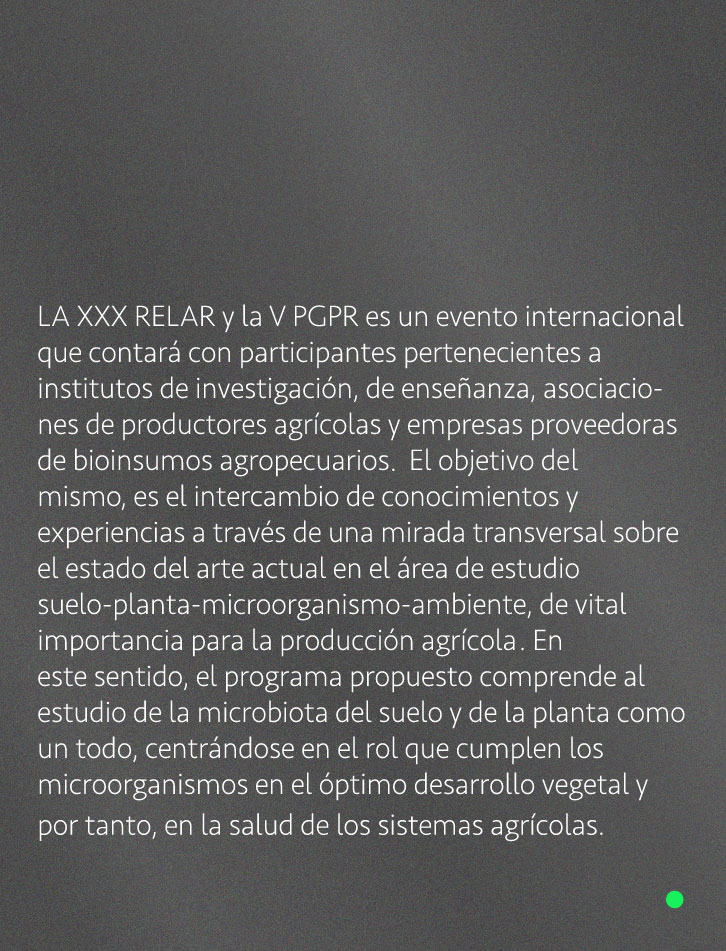 LA XXX RELAR y la V PGPR es un evento internacional
que contará con participantes pertenecientes a
institutos de investigación, de enseñanza, asociacio-
nes de productores agrícolas y empresas proveedoras
de bioinsumos agropecuarios.  El objetivo del
mismo, es el intercambio de conocimientos y
experiencias a través de una mirada transversal sobre
el estado del arte actual en el área de estudio
suelo-planta-microorganismo-ambiente, de vital
importancia para la producción agrícola. En
este sentido, el programa propuesto comprende al
estudio de la microbiota del suelo y de la planta como
un todo, centrándose en el rol que cumplen los
microorganismos en el óptimo desarrollo vegetal y
por tanto, en la salud de los sistemas agrícolas.